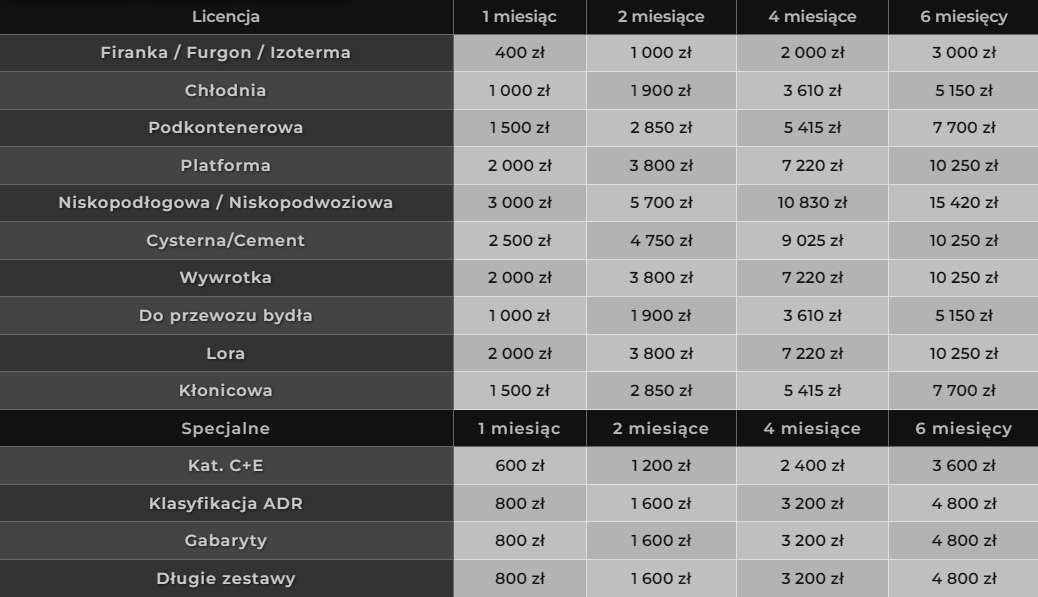 Licencja 1 miesiąc 2 miesiące 4 miesiące 6 miesięcy
Firanka / Furgon / Izoterma 400 zł 1 000 zł 2 000 zł 3 000 zł
Chłodnia 1 000 zł 1 900 zł 3 610 zł 5 150 zł
Podkontenerowa 1 500 zł 2 850 zł 5 415 zł 7 700 zł
Platforma 2 000 zł 3 800 zł 7 220 zł 10 250 zł
Niskopodłogowa / Niskopodwoziowa 3 000 zł 5 700 zł 10 830 zł 15 420 zł
Cysterna/Cement 2 500 zł 4 750 zł 9 025 zł 10 250 zł
Wywrotka 2 000 zł 3 800 zł 7 220 zł 10 250 zł
Do przewozu bydła 1 000 zł 1 900 zł 3 610 zł 5 150 zł
Lora 2 000 zł 3 800 zł 7 220 zł 10 250 zł
Kłonicowa 1 500 zł 2 850 zł 5 415 zł 7 700 zł
Specjalne 1 miesiąc 2 miesiące 4 miesiące 6 miesięcy
Kat. C+E 600 zł 1 200 zł 2 400 zł 3 600 zł
Klasyfikacja ADR 800 zł 1 600 zł 3 200 zł 4 800 zł
Gabaryty 800 zł 1 600 zł 3 200 zł 4 800 zł
Długie zestawy 800 zł 1 600 zł 3 200 zł 4 800 zł